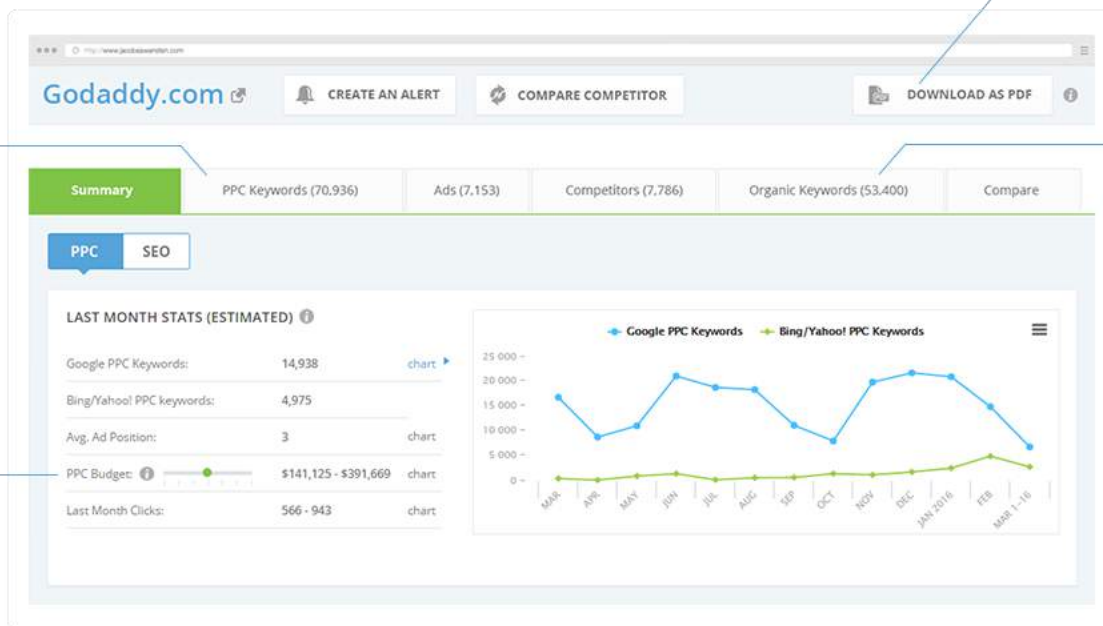 http://www.jacobsawarsten.com
Godaddy.com
CREATE AN ALERT
COMPARE COMPETITOR
DOWNLOAD AS PDF
Summary
PPC Keywords (70,936)
Ads (7,153)
Competitors (7,786)
Organic Keywords (53,400)
Compare
PPC
SEO
LAST MONTH STATS (ESTIMATED)
Google PPC Keywords: 14,938 chart
Bing/Yahoo! PPC keywords: 4,975
Avg. Ad Position: 3 chart
PPC Budget: $141,125 - $391,669 chart
Last Month Clicks: 566 - 943 chart
Google PPC Keywords Bing/Yahoo! PPC Keywords
25 000
20 000
15 000
10 000
5 000
0
MAR APR MAY JUN JUL AUG SEP OCT NOV DEC JAN 2016 FEB MAR 1-16